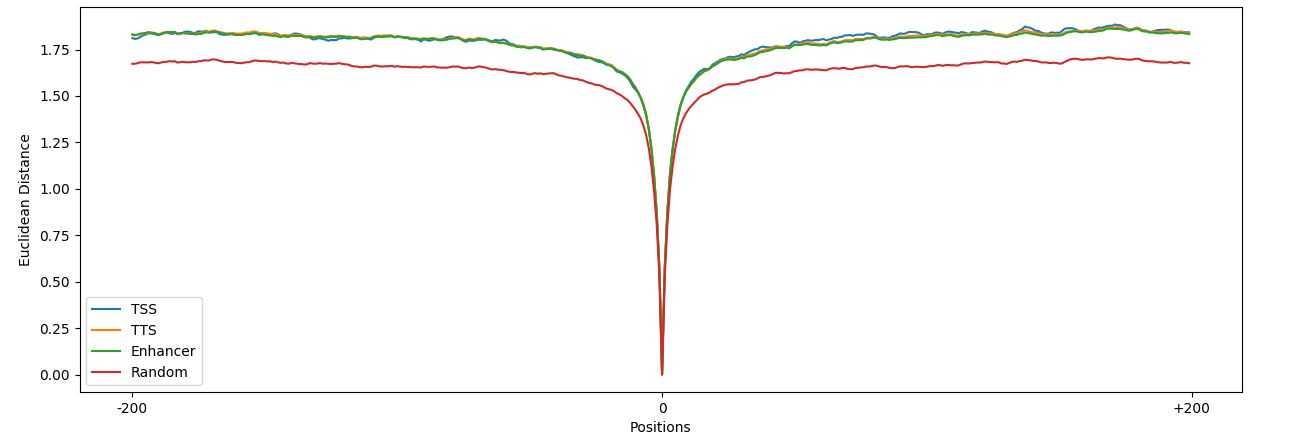 1.75
1.50
1.25
1.00
0.75
0.50
0.25
0.00
Euclidean Distance
TSS
TTS
Enhancer
Random
-200
0
+200
Positions